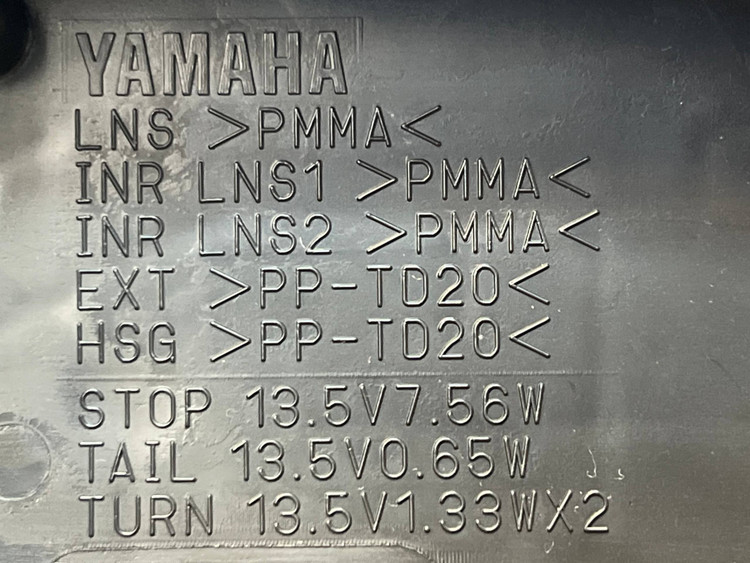 YAMAHA
LNS >PMMA<
INR LNS1 >PMMA<
INR LNS2 >PMMA<
EXT >PP-TD20<
HSG >PP-TD20<
STOP 13.5V7.56W
TAIL 13.5V0.65W
TURN 13.5V1.33WX2